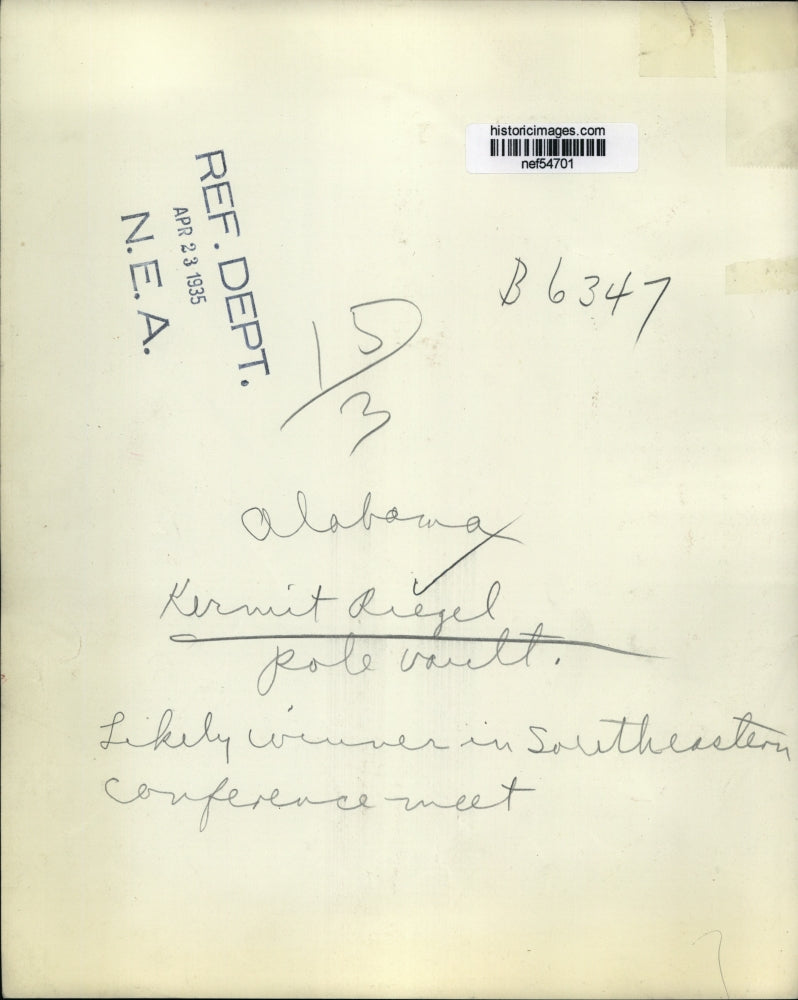 historicimages.com
nef54701
REF. DEPT.
APR 23 1935
N.E.A.
B6347
15/3
Alabama
Kermit Riegel
pole vault.
Likely winner in Southeastern
conference meet